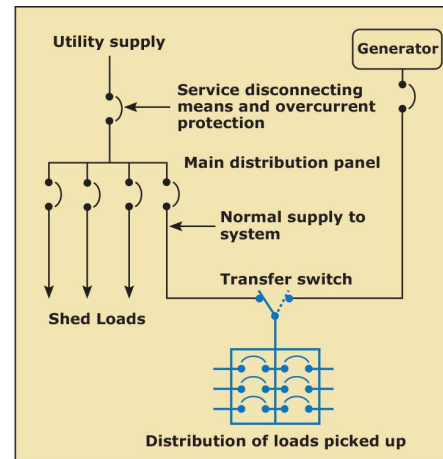 Utility supply
Generator
Service disconnecting
means and overcurrent
protection
Main distribution panel
Normal supply to
system
Transfer switch
Shed Loads
Distribution of loads picked up